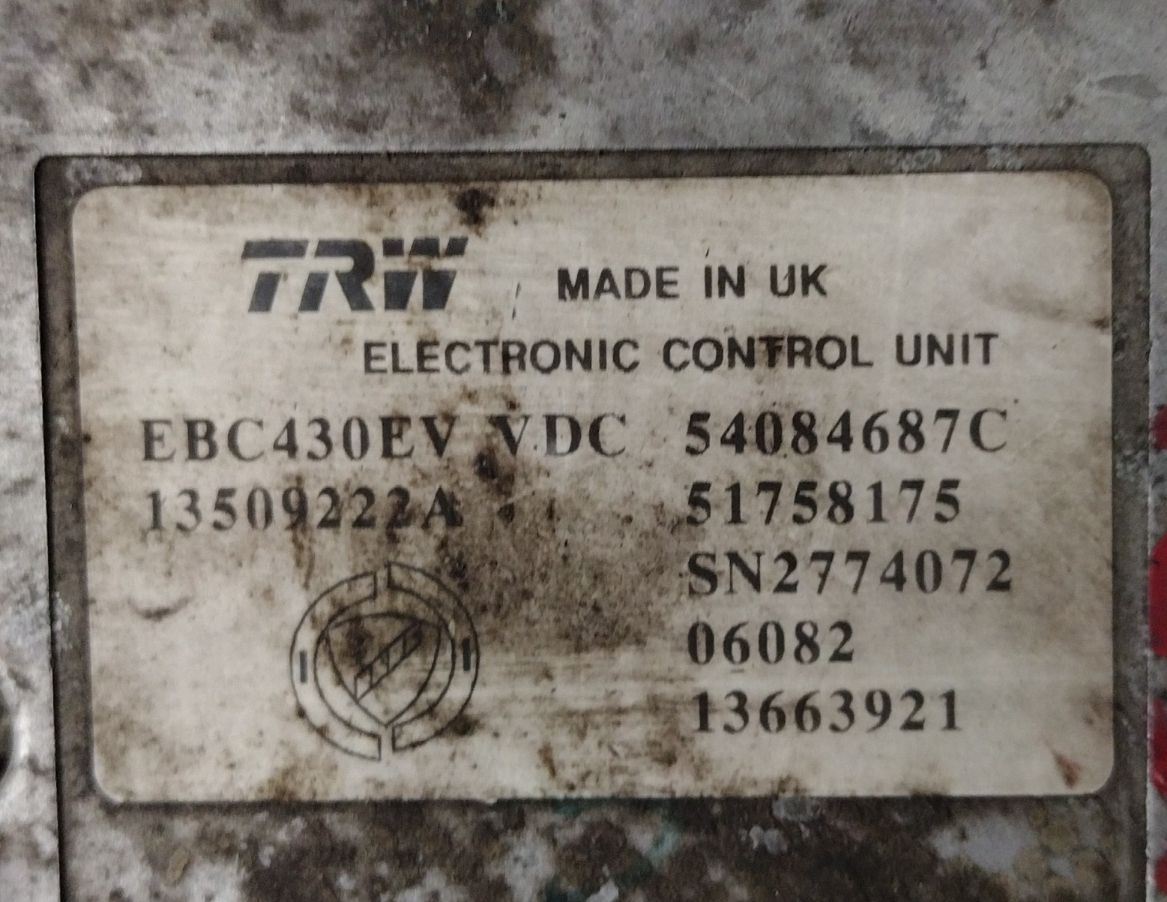 TRW MADE IN UK
ELECTRONIC CONTROL UNIT
EBC430EV VDC 54084687C
13509222A 51758175
SN2774072
06082
13663921